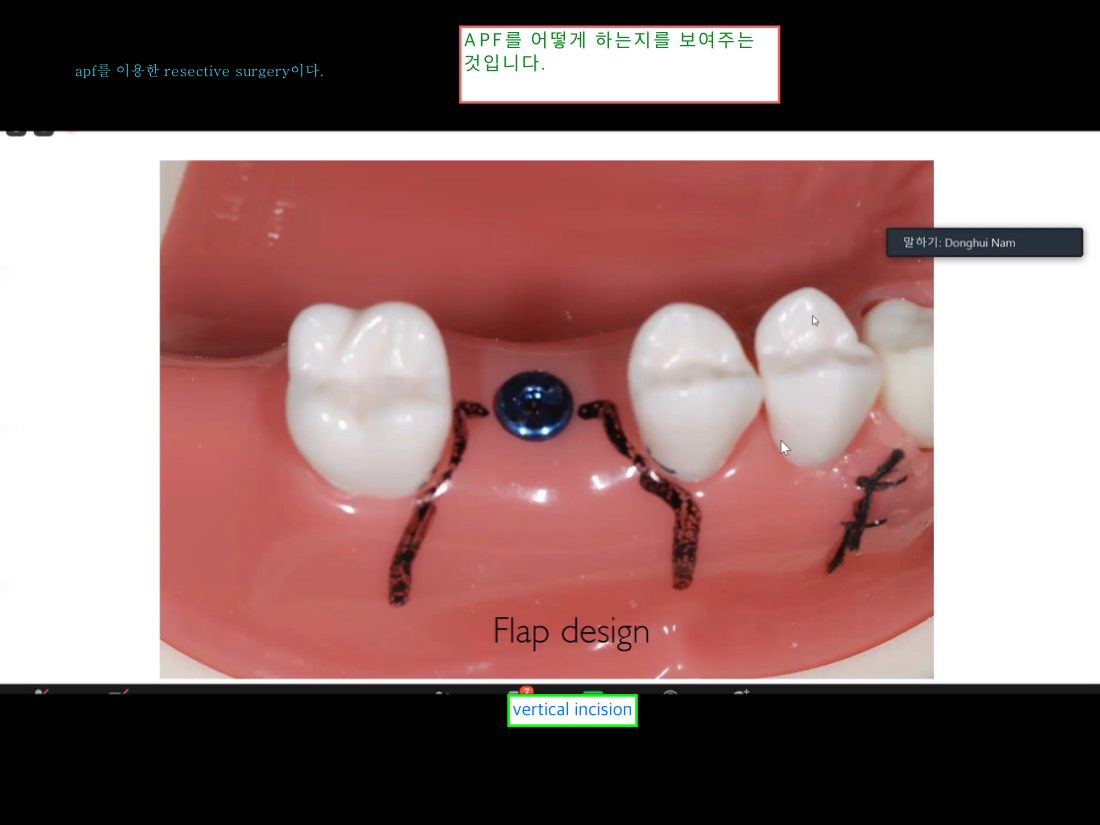 APF를 어떻게 하는지를 보여주는
것입니다.
apf를 이용한 resective surgery이다.
말하기: Donghui Nam
Flap design
7
vertical incision